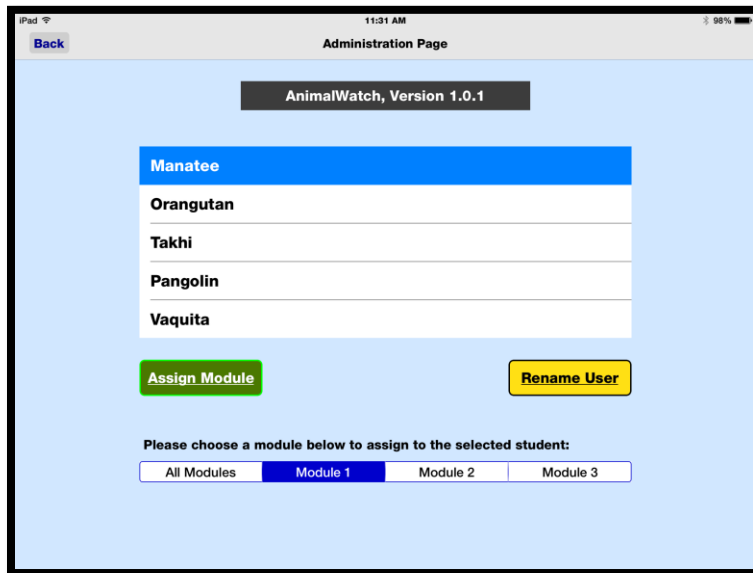 iPad 11:31 AM 98%
Back Administration Page
AnimalWatch, Version 1.0.1
Manatee
Orangutan
Takhi
Pangolin
Vaquita
Assign Module Rename User
Please choose a module below to assign to the selected student:
All Modules Module 1 Module 2 Module 3